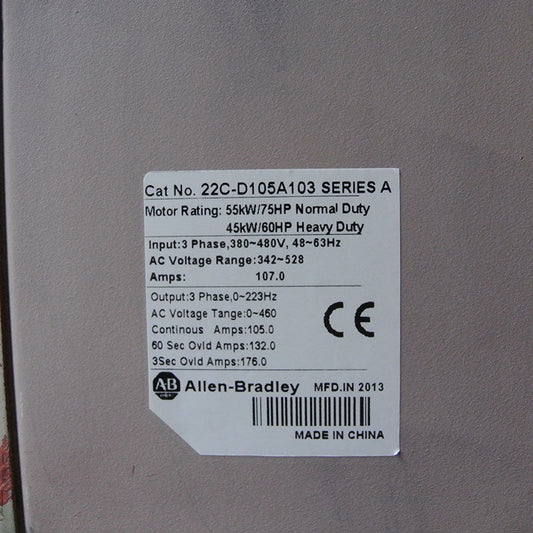 Cat No. 22C-D105A103 SERIES A
Motor Rating: 55kW/75HP Normal Duty
45kW/60HP Heavy Duty
Input:3 Phase,380~480V, 48~63Hz
AC Voltage Range:342~528
Amps: 107.0
Output:3 Phase,0~223Hz
AC Voltage Tange:0~460
Continous Amps:105.0
60 Sec Ovld Amps:132.0
3Sec Ovld Amps:176.0
CE
AB Allen-Bradley MFD.IN 2013
MADE IN CHINA